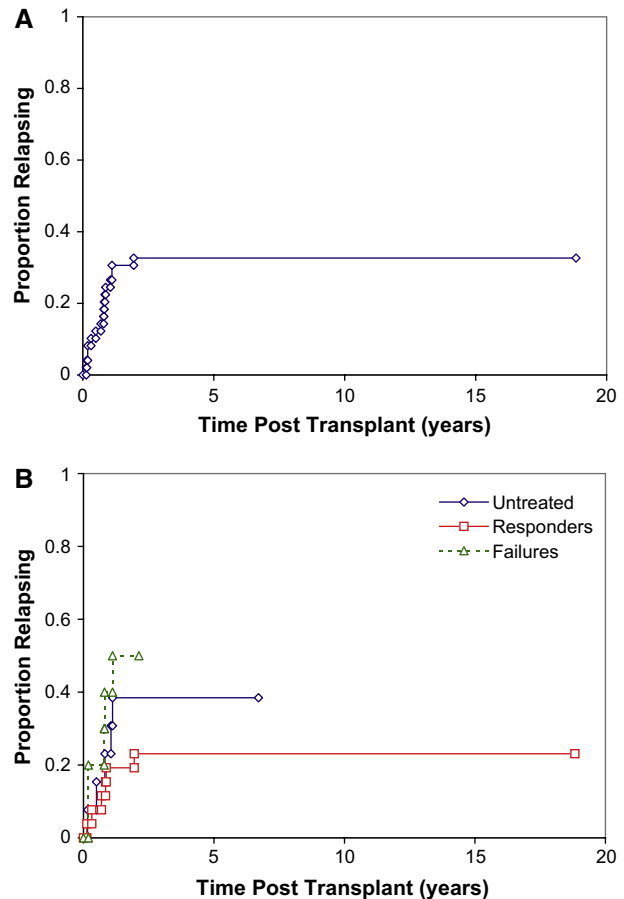 A
Proportion Relapsing
1
0.8
0.6
0.4
0.2
0
0 5 10 15 20
Time Post Transplant (years)
B
Proportion Relapsing
1
0.8
0.6
0.4
0.2
0
Untreated
Responders
Failures
0 5 10 15 20
Time Post Transplant (years)